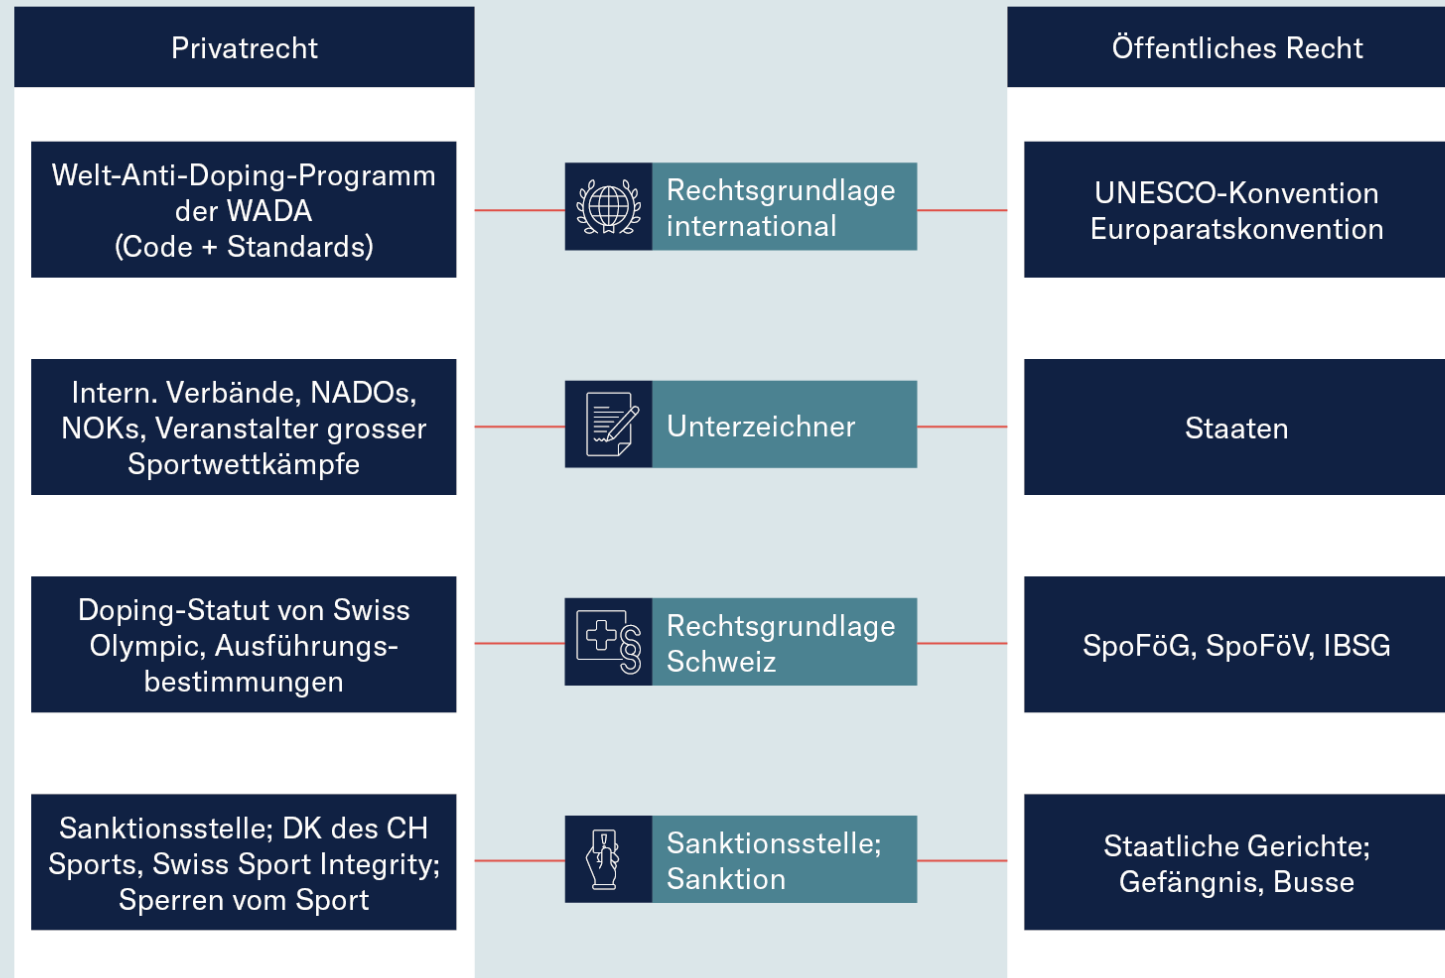 Privatrecht
Öffentliches Recht
Welt-Anti-Doping-Programm
der WADA
(Code + Standards)
Rechtsgrundlage
international
UNESCO-Konvention
Europaratskonvention
Intern. Verbände, NADOs,
NOKs, Veranstalter grosser
Sportwettkämpfe
Unterzeichner
Staaten
Doping-Statut von Swiss
Olympic, Ausführungs-
bestimmungen
§
Rechtsgrundlage
Schweiz
SpoFöG, SpoFöV, IBSG
Sanktionsstelle; DK des CH
Sports, Swiss Sport Integrity;
Sperren vom Sport
Sanktionsstelle;
Sanktion
Staatliche Gerichte;
Gefängnis, Busse